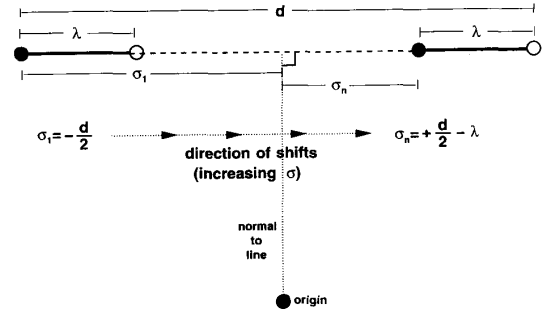 d
λ λ
σ₁ σₙ
σ₁ = - d/2 σₙ = + d/2 - λ
direction of shifts
(increasing σ)
normal
to
line
origin